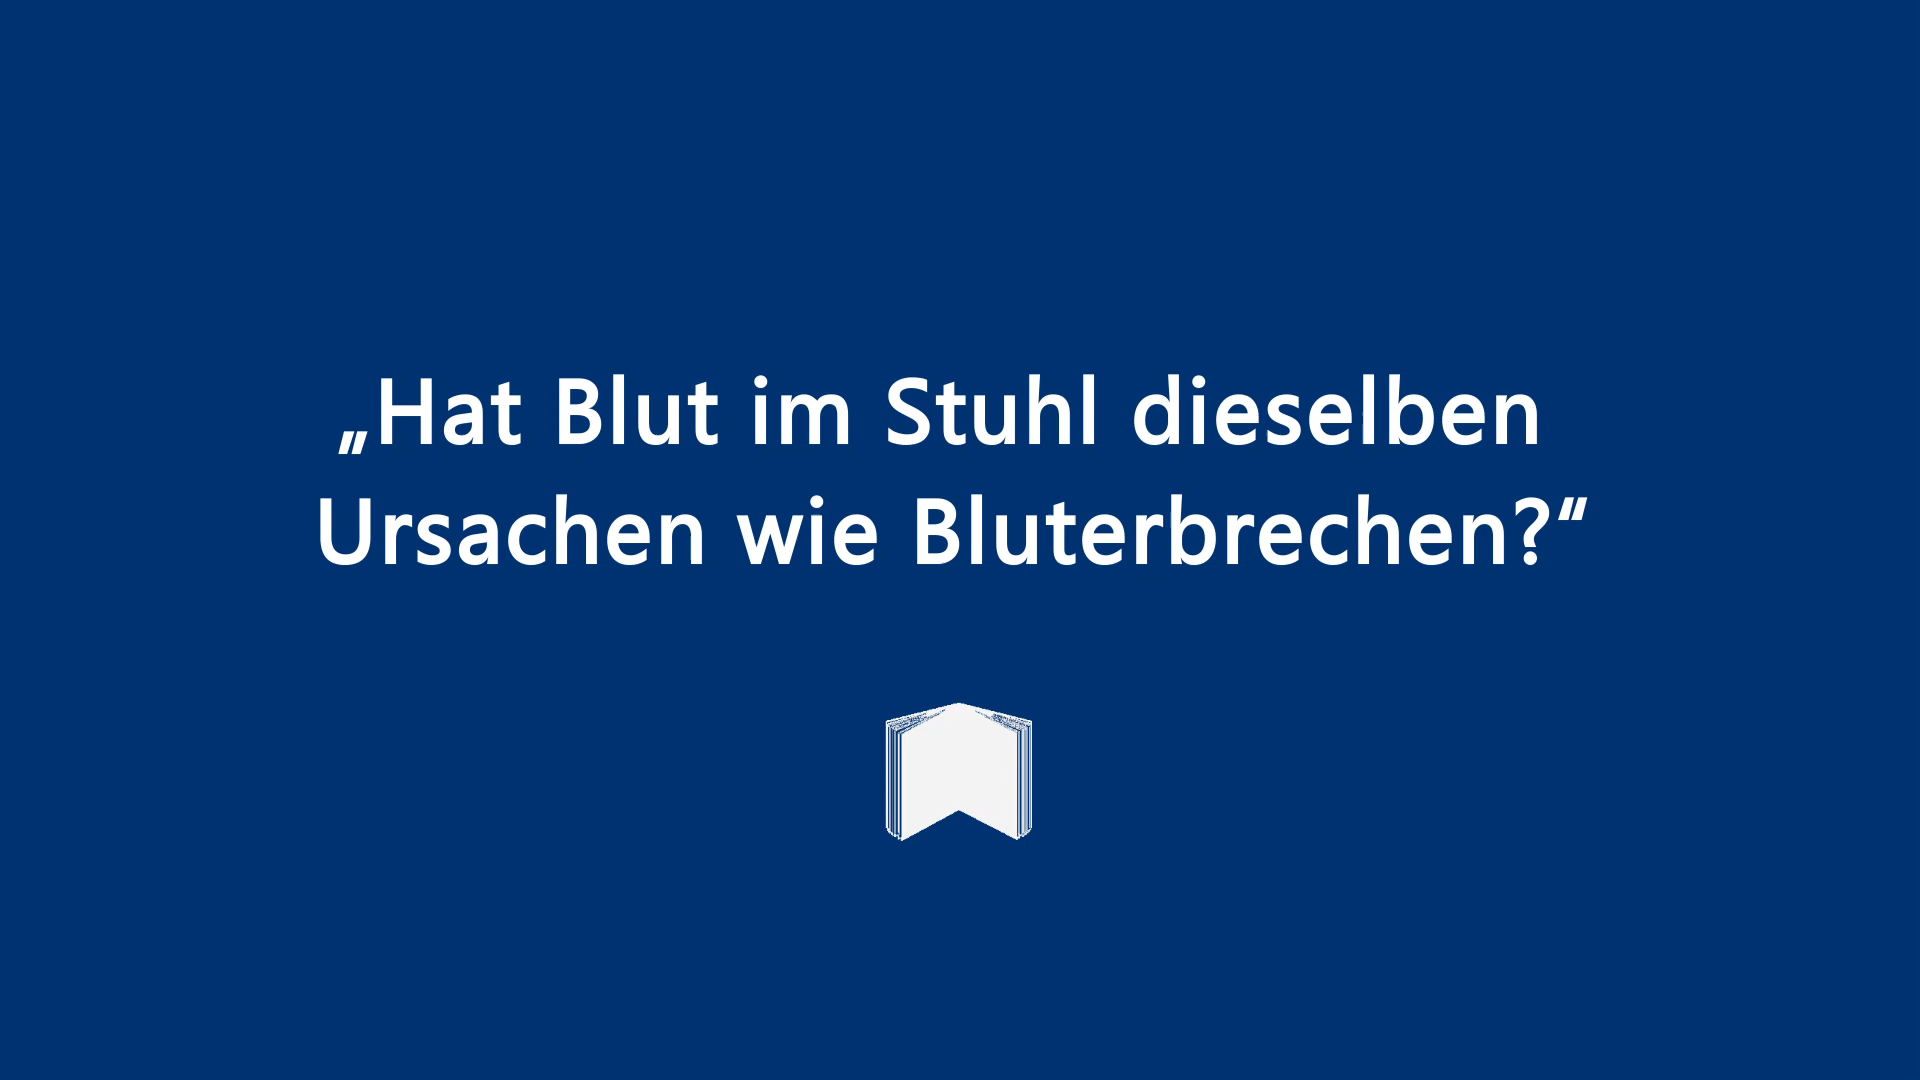 „Hat Blut im Stuhl dieselben
Ursachen wie Bluterbrechen?“